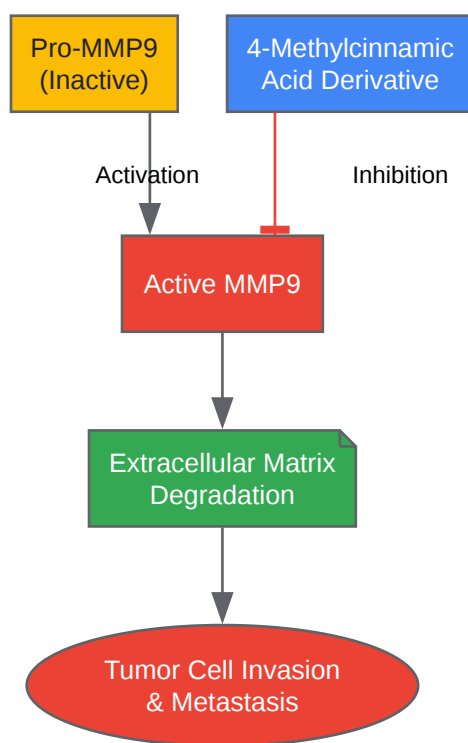 Pro-MMP9
(Inactive)
4-Methylcinnamic
Acid Derivative
Activation
Inhibition
Active MMP9
Extracellular Matrix
Degradation
Tumor Cell Invasion
& Metastasis